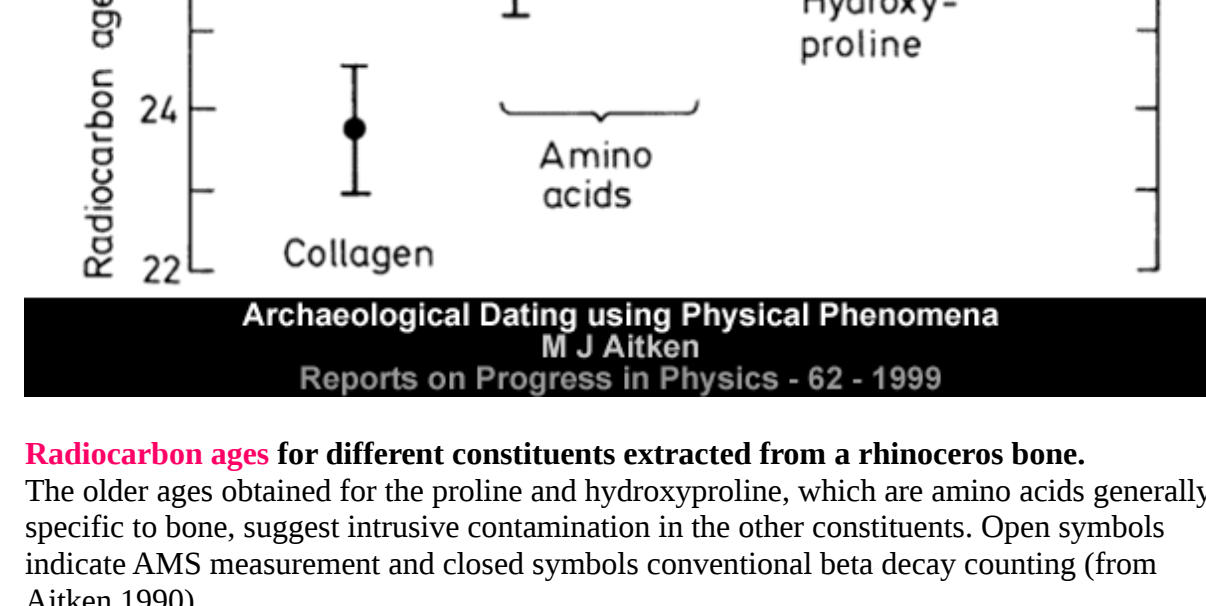 Hydroxy-
proline
Radiocarbon age
24
Amino
acids
Collagen
22
Archaeological Dating using Physical Phenomena
M J Aitken
Reports on Progress in Physics - 62 - 1999
Radiocarbon ages for different constituents extracted from a rhinoceros bone.
The older ages obtained for the proline and hydroxyproline, which are amino acids generally
specific to bone, suggest intrusive contamination in the other constituents. Open symbols
indicate AMS measurement and closed symbols conventional beta decay counting (from
Aitken 1990)